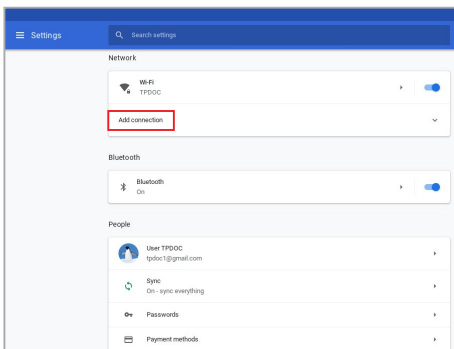 Settings
Search settings
Network
Wi-Fi
TPDOC
Add connection
Bluetooth
Bluetooth
On
People
User TPDOC
tpdoc1@gmail.com
Sync
On - sync everything
Passwords
Payment methods